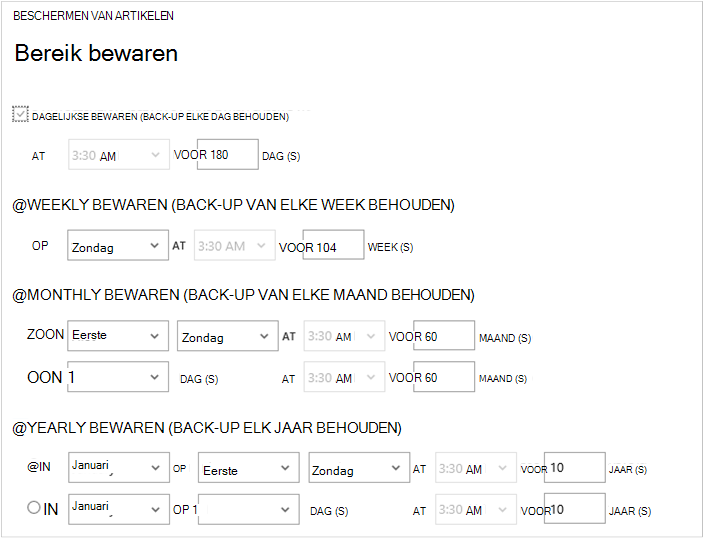 BESCHERMEN VAN ARTIKELEN
Bereik bewaren
DAGELIJKSE BEWAREN (BACK-UP ELKE DAG BEHOUDEN)
AT 3:30 AM VOOR 180 DAG (S)
@WEEKLY BEWAREN (BACK-UP VAN ELKE WEEK BEHOUDEN)
OP Zondag AT 3:30 AM VOOR 104 WEEK (S)
@MONTHLY BEWAREN (BACK-UP VAN ELKE MAAND BEHOUDEN)
ZOON Eerste Zondag AT 3:30 AM VOOR 60 MAAND (S)
OON 1 DAG (S) AT 3:30 AM VOOR 60 MAAND (S)
@YEARLY BEWAREN (BACK-UP ELK JAAR BEHOUDEN)
@IN Januari OP Eerste Zondag AT 3:30 AM VOOR 10 JAAR (S)
IN Januari OP 1 DAG (S) AT 3:30 AM VOOR 10 JAAR (S)